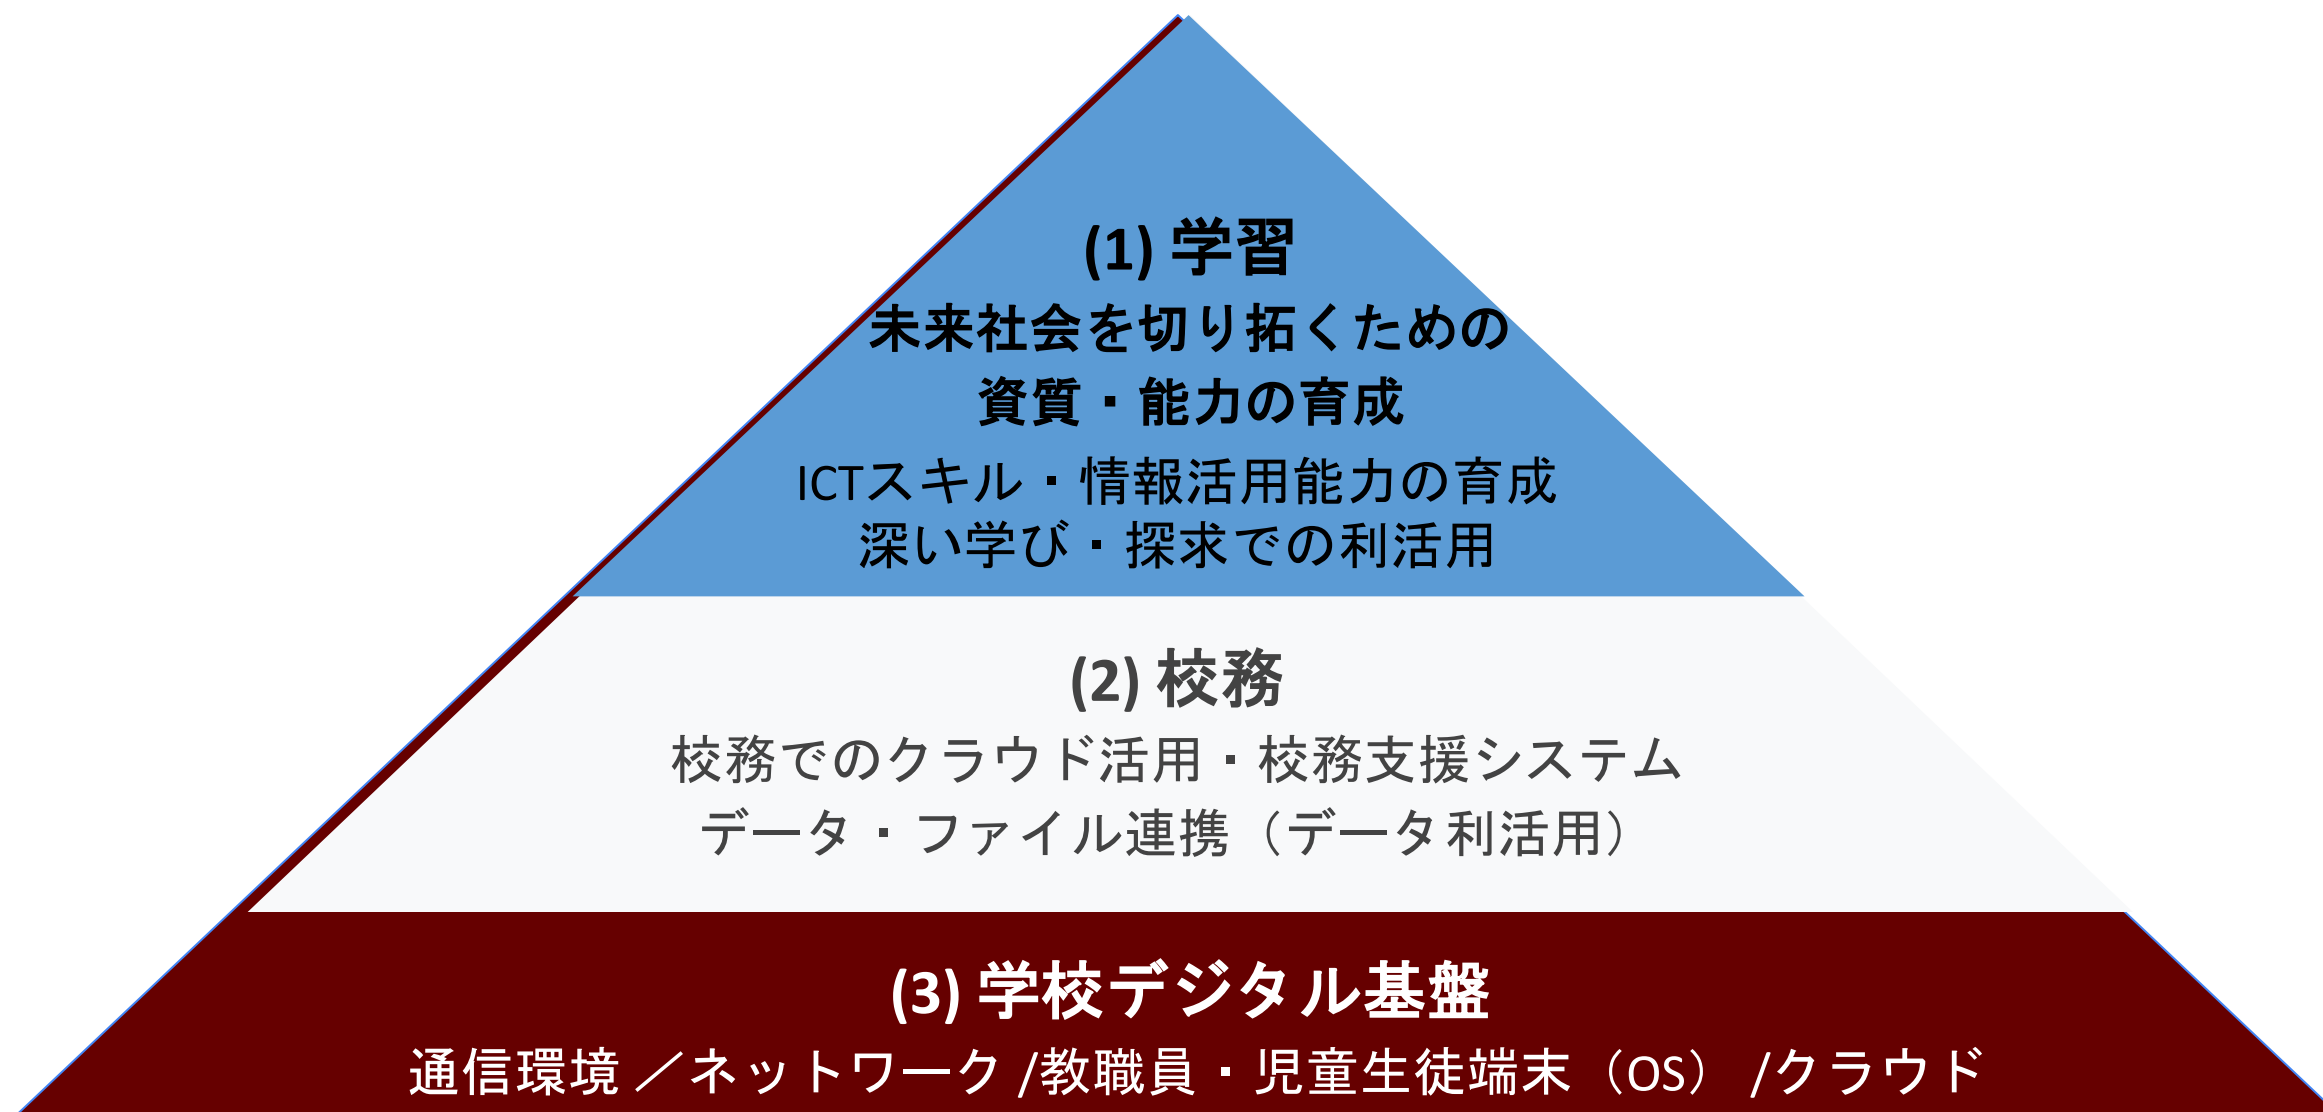 (1) 学習
未来社会を切り拓くための
資質・能力の育成
ICTスキル・情報活用能力の育成
深い学び・探求での利活用
(2) 校務
校務でのクラウド活用・校務支援システム
データ・ファイル連携（データ利活用）
(3) 学校デジタル基盤
通信環境 ／ネットワーク /教職員・児童生徒端末（OS） /クラウド